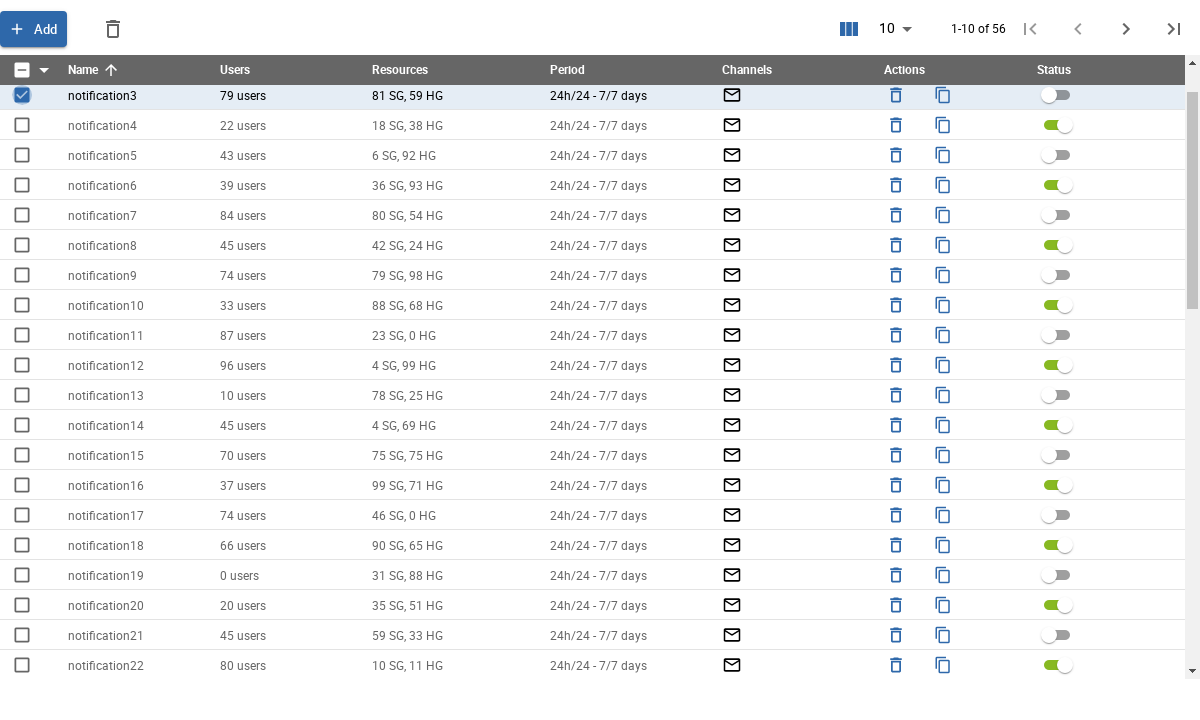 Add 10 1-10 of 56
Name Users Resources Period Channels Actions Status
notification3 79 users 81 SG, 59 HG 24h/24 - 7/7 days
notification4 22 users 18 SG, 38 HG 24h/24 - 7/7 days
notification5 43 users 6 SG, 92 HG 24h/24 - 7/7 days
notification6 39 users 36 SG, 93 HG 24h/24 - 7/7 days
notification7 84 users 80 SG, 54 HG 24h/24 - 7/7 days
notification8 45 users 42 SG, 24 HG 24h/24 - 7/7 days
notification9 74 users 79 SG, 98 HG 24h/24 - 7/7 days
notification10 33 users 88 SG, 68 HG 24h/24 - 7/7 days
notification11 87 users 23 SG, 0 HG 24h/24 - 7/7 days
notification12 96 users 4 SG, 99 HG 24h/24 - 7/7 days
notification13 10 users 78 SG, 25 HG 24h/24 - 7/7 days
notification14 45 users 4 SG, 69 HG 24h/24 - 7/7 days
notification15 70 users 75 SG, 75 HG 24h/24 - 7/7 days
notification16 37 users 99 SG, 71 HG 24h/24 - 7/7 days
notification17 74 users 46 SG, 0 HG 24h/24 - 7/7 days
notification18 66 users 90 SG, 65 HG 24h/24 - 7/7 days
notification19 0 users 31 SG, 88 HG 24h/24 - 7/7 days
notification20 20 users 35 SG, 51 HG 24h/24 - 7/7 days
notification21 45 users 59 SG, 33 HG 24h/24 - 7/7 days
notification22 80 users 10 SG, 11 HG 24h/24 - 7/7 days